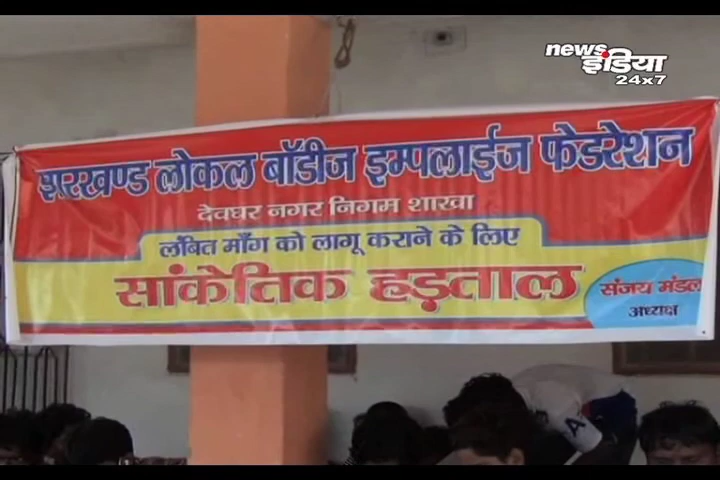 news
इंडिया
24x7
झारखण्ड लोकल बॉडीज इम्पलाईज फेडरेशन
देवघर नगर निगम शाखा
लंबित माँग को लागू कराने के लिए
सांकेतिक हड़ताल
संजय मंडल
अध्यक्ष
A